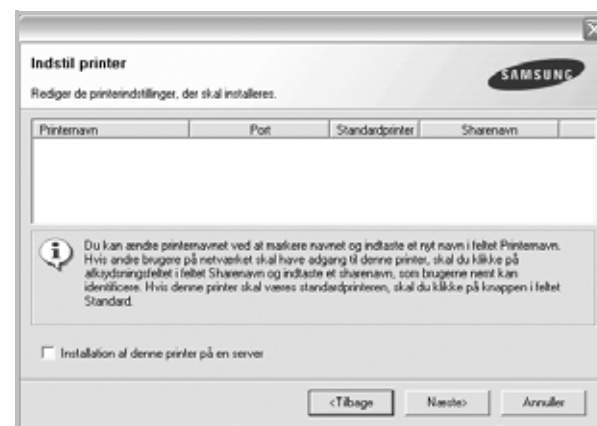 Indstil printer
SAMSUNG
Rediger de printerindstillinger, der skal installeres.
Printernavn Port Standardprinter Sharenavn
Du kan ændre printernavnet ved at markere navnet og indtaste et nyt navn i feltet Printernavn.
Hvis andre brugere på netværket skal have adgang til denne printer, skal du klikke på
afkrydsningsfeltet i feltet Sharenavn og indtaste et sharenavn, som brugerne nemt kan
identificere. Hvis denne printer skal væres standardprinteren, skal du klikke på knappen i feltet
Standard.
Installation af denne printer på en server
<Tilbage Næste> Annuller